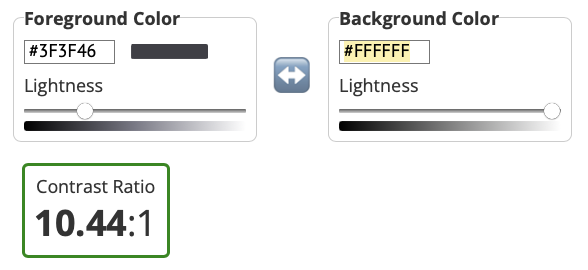 Foreground Color
#3F3F46
Lightness
Background Color
#FFFFFF
Lightness
Contrast Ratio
10.44:1